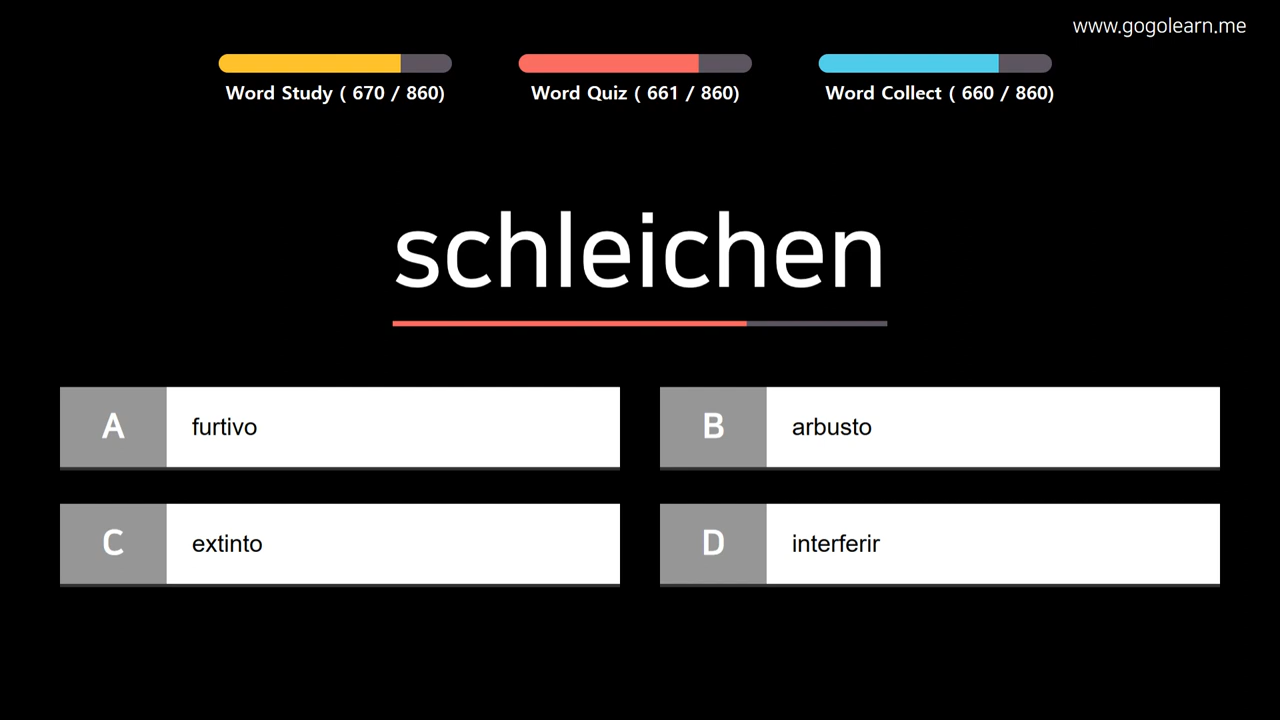 www.gogolearn.me
Word Study ( 670 / 860)
Word Quiz ( 661 / 860)
Word Collect ( 660 / 860)
schleichen
A furtivo
B arbusto
C extinto
D interferir